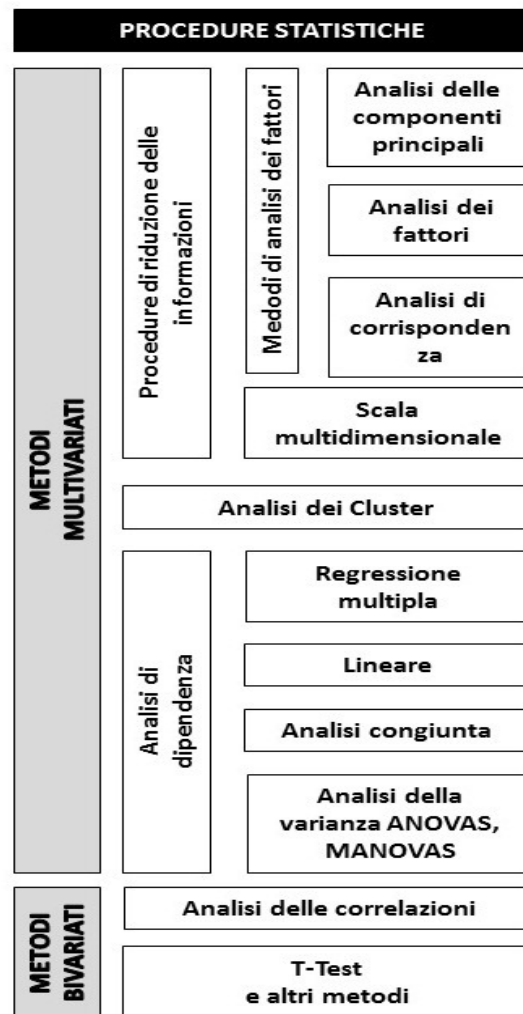 PROCEDURE STATISTICHE
METODI
MULTIVARIATI
Procedure di riduzione delle
informazioni
Medodi di analisi dei fattori
Analisi delle
componenti
principali
Analisi dei
fattori
Analisi di
corrisponden
za
Scala
multidimensionale
Analisi dei Cluster
Analisi di
dipendenza
Regressione
multipla
Lineare
Analisi congiunta
Analisi della
varianza ANOVAS,
MANOVAS
METODI
BIVARIATI
Analisi delle correlazioni
T-Test
e altri metodi